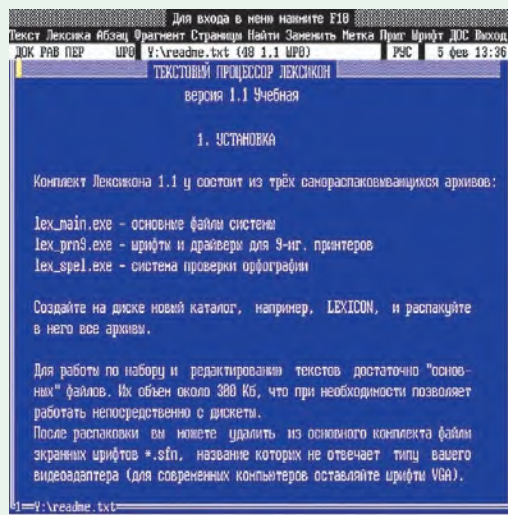 Для входа в меню нажмите F10
Текст Лексика Абзац Фрагмент Страницы Найти Заменить Метка Прнг Шрифт ДОС Выход
ДОК РАВ ПЕР ШР0 Y:\readme.txt (48 1.1 ШР0) РУС 5 фев 13:36
ТЕКСТОВЫЙ ПРОЦЕССОР ЛЕКСИКОН
версия 1.1 Учебная
1. УСТАНОВКА
Комплект Лексикона 1.1 у состоит из трёх самораспаковывающихся архивов:
lex_main.exe - основные файлы системы
lex_prn9.exe - шрифты и драйверы для 9-иг. принтеров
lex_spel.exe - система проверки орфографии
Создайте на диске новый каталог, например, LEXICON, и распакуйте
в него все архивы.
Для работы по набору и редактированию текстов достаточно "основ-
ных" файлов. Их объем около 300 Кб, что при необходимости позволяет
работать непосредственно с дискеты.
После распаковки вы можете удалить из основного комплекта файлы
экранных шрифтов *.sfn, название которых не отвечает типу вашего
видеоадаптера (для современных компьютеров оставляйте шрифты VGA).
1=Y:\readme.txt